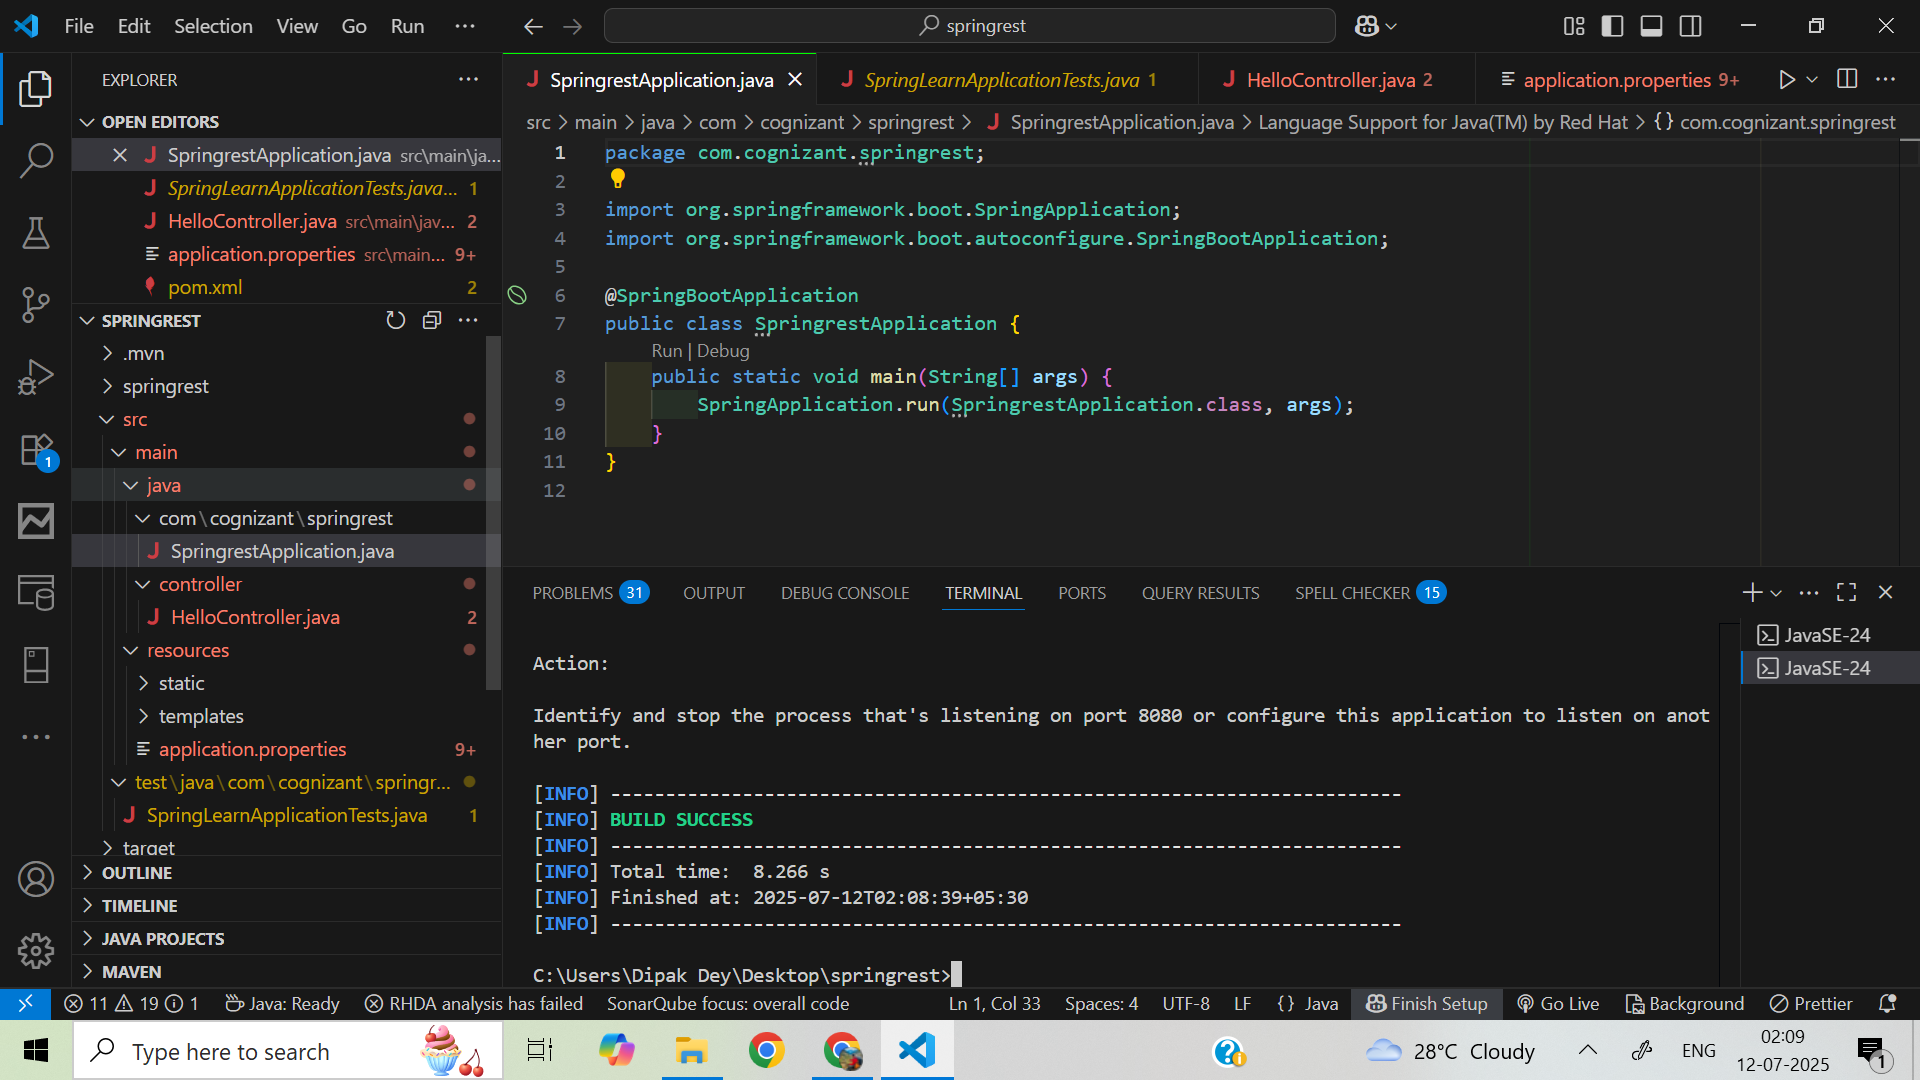 File Edit Selection View Go Run ··· springrest
EXPLORER
OPEN EDITORS
SpringrestApplication.java src\main\ja...
SpringLearnApplicationTests.java... 1
HelloController.java src\main\jav... 2
application.properties src\main... 9+
pom.xml 2
SPRINGREST
.mvn
springrest
src
main
java
com\cognizant\springrest
SpringrestApplication.java
controller
HelloController.java 2
resources
static
templates
application.properties 9+
test\java\com\cognizant\springr...
SpringLearnApplicationTests.java 1
target
OUTLINE
TIMELINE
JAVA PROJECTS
MAVEN
1
SpringrestApplication.java SpringLearnApplicationTests.java 1 HelloController.java 2 application.properties 9+
src > main > java > com > cognizant > springrest > SpringrestApplication.java > Language Support for Java(TM) by Red Hat > {} com.cognizant.springrest
1 package com.cognizant.springrest;
2
3 import org.springframework.boot.SpringApplication;
4 import org.springframework.boot.autoconfigure.SpringBootApplication;
5
6 @SpringBootApplication
7 public class SpringrestApplication {
Run | Debug
8 public static void main(String[] args) {
9 SpringApplication.run(SpringrestApplication.class, args);
10 }
11 }
12
PROBLEMS 31 OUTPUT DEBUG CONSOLE TERMINAL PORTS QUERY RESULTS SPELL CHECKER 15
JavaSE-24
JavaSE-24
Action:
Identify and stop the process that's listening on port 8080 or configure this application to listen on anot
her port.
[INFO] ------------------------------------------------------------------------
[INFO] BUILD SUCCESS
[INFO] ------------------------------------------------------------------------
[INFO] Total time:  8.266 s
[INFO] Finished at: 2025-07-12T02:08:39+05:30
[INFO] ------------------------------------------------------------------------
C:\Users\Dipak Dey\Desktop\springrest>
11 19 1 Java: Ready RHDA analysis has failed SonarQube focus: overall code Ln 1, Col 33 Spaces: 4 UTF-8 LF {} Java Finish Setup Go Live Background Prettier
Type here to search 28°C Cloudy ENG 02:09
12-07-2025 1